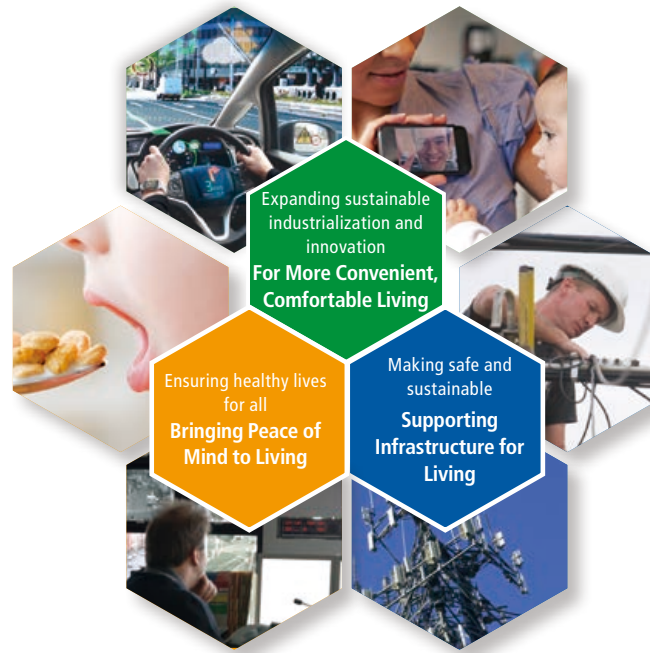 Expanding sustainable
industrialization and
innovation
For More Convenient,
Comfortable Living
Ensuring healthy lives
for all
Bringing Peace of
Mind to Living
Making safe and
sustainable
Supporting
Infrastructure for
Living